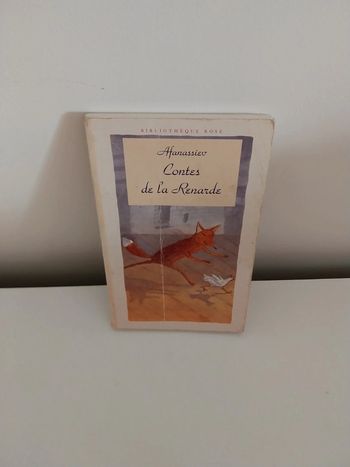 BIBLIOTHÈQUE ROSE
Afanassiev
Contes
de la Renarde